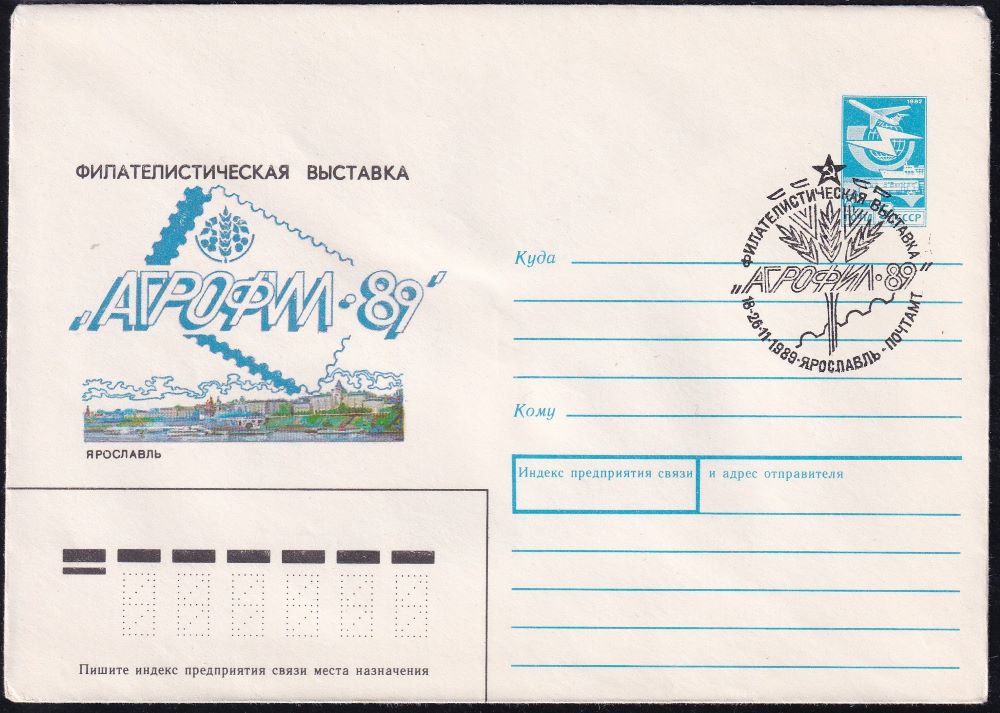 ФИЛАТЕЛИСТИЧЕСКАЯ ВЫСТАВКА
„АГРОФИЛ·89"
ЯРОСЛАВЛЬ
1982
СССР
ФИЛАТЕЛИСТИЧЕСКАЯ ВЫСТАВКА
„АГРОФИЛ·89"
18-26·11·1989·ЯРОСЛАВЛЬ-ПОЧТАМТ
Куда
Кому
Индекс предприятия связи и адрес отправителя
Пишите индекс предприятия связи места назначения